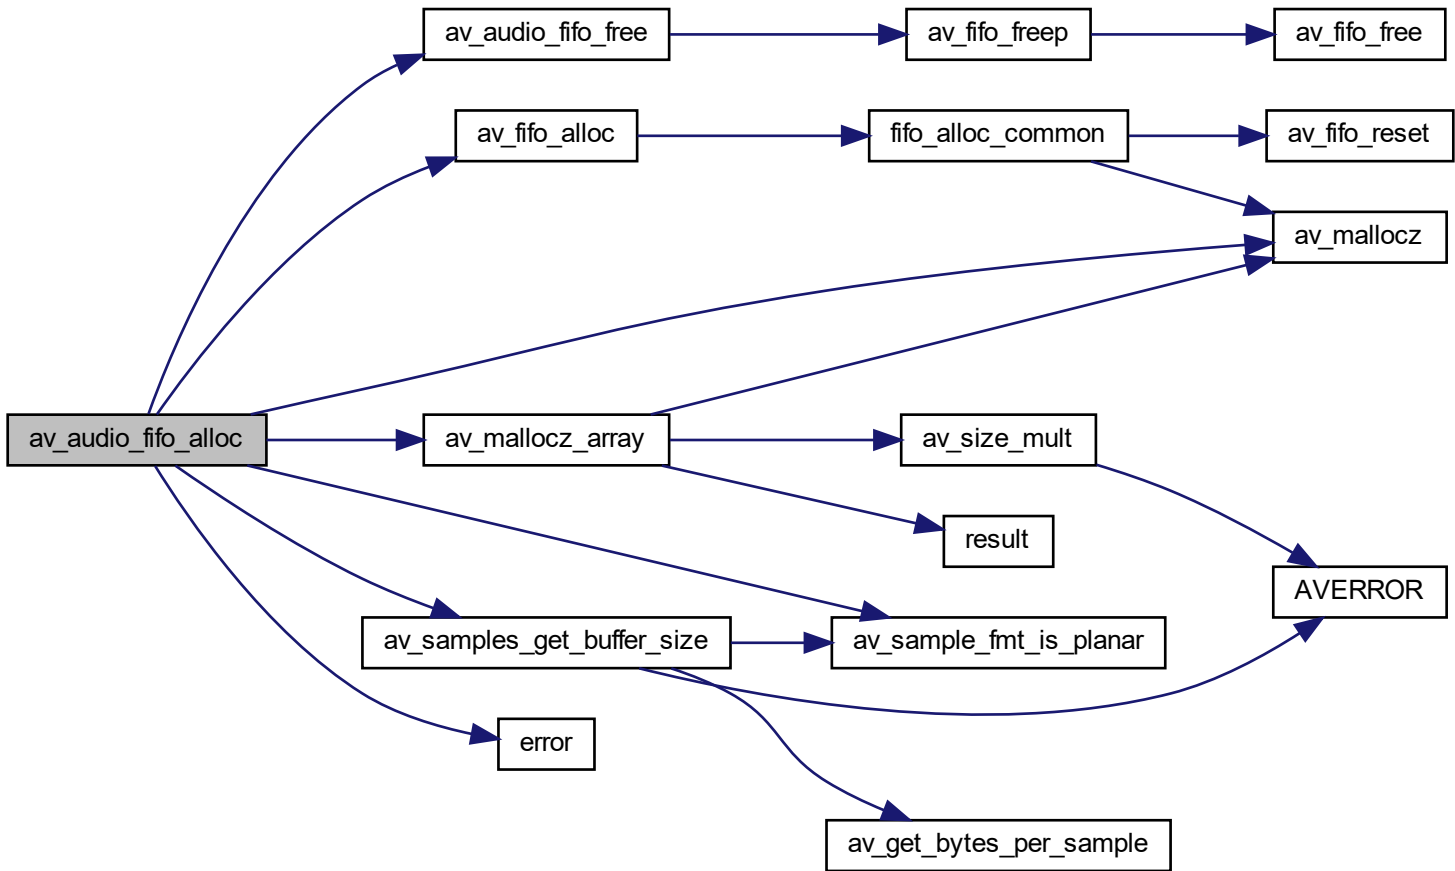 av_audio_fifo_free
av_fifo_freep
av_fifo_free
av_fifo_alloc
fifo_alloc_common
av_fifo_reset
av_mallocz
av_audio_fifo_alloc
av_mallocz_array
av_size_mult
result
AVERROR
av_samples_get_buffer_size
av_sample_fmt_is_planar
error
av_get_bytes_per_sample